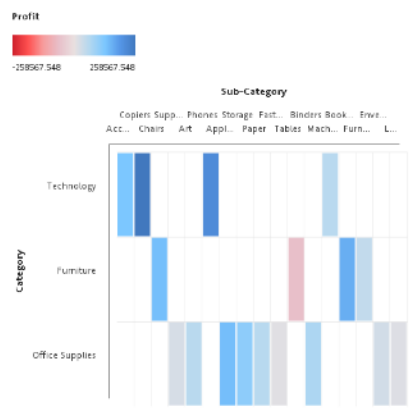 Profit
-258567.548 258567.548
Sub-Category
Copiers Supp... Phones Storage Fast... Binders Book... Enve...
Acc... Chairs Art Appl... Paper Tables Mach... Furn... L...
Technology
Category
Furniture
Office Supplies